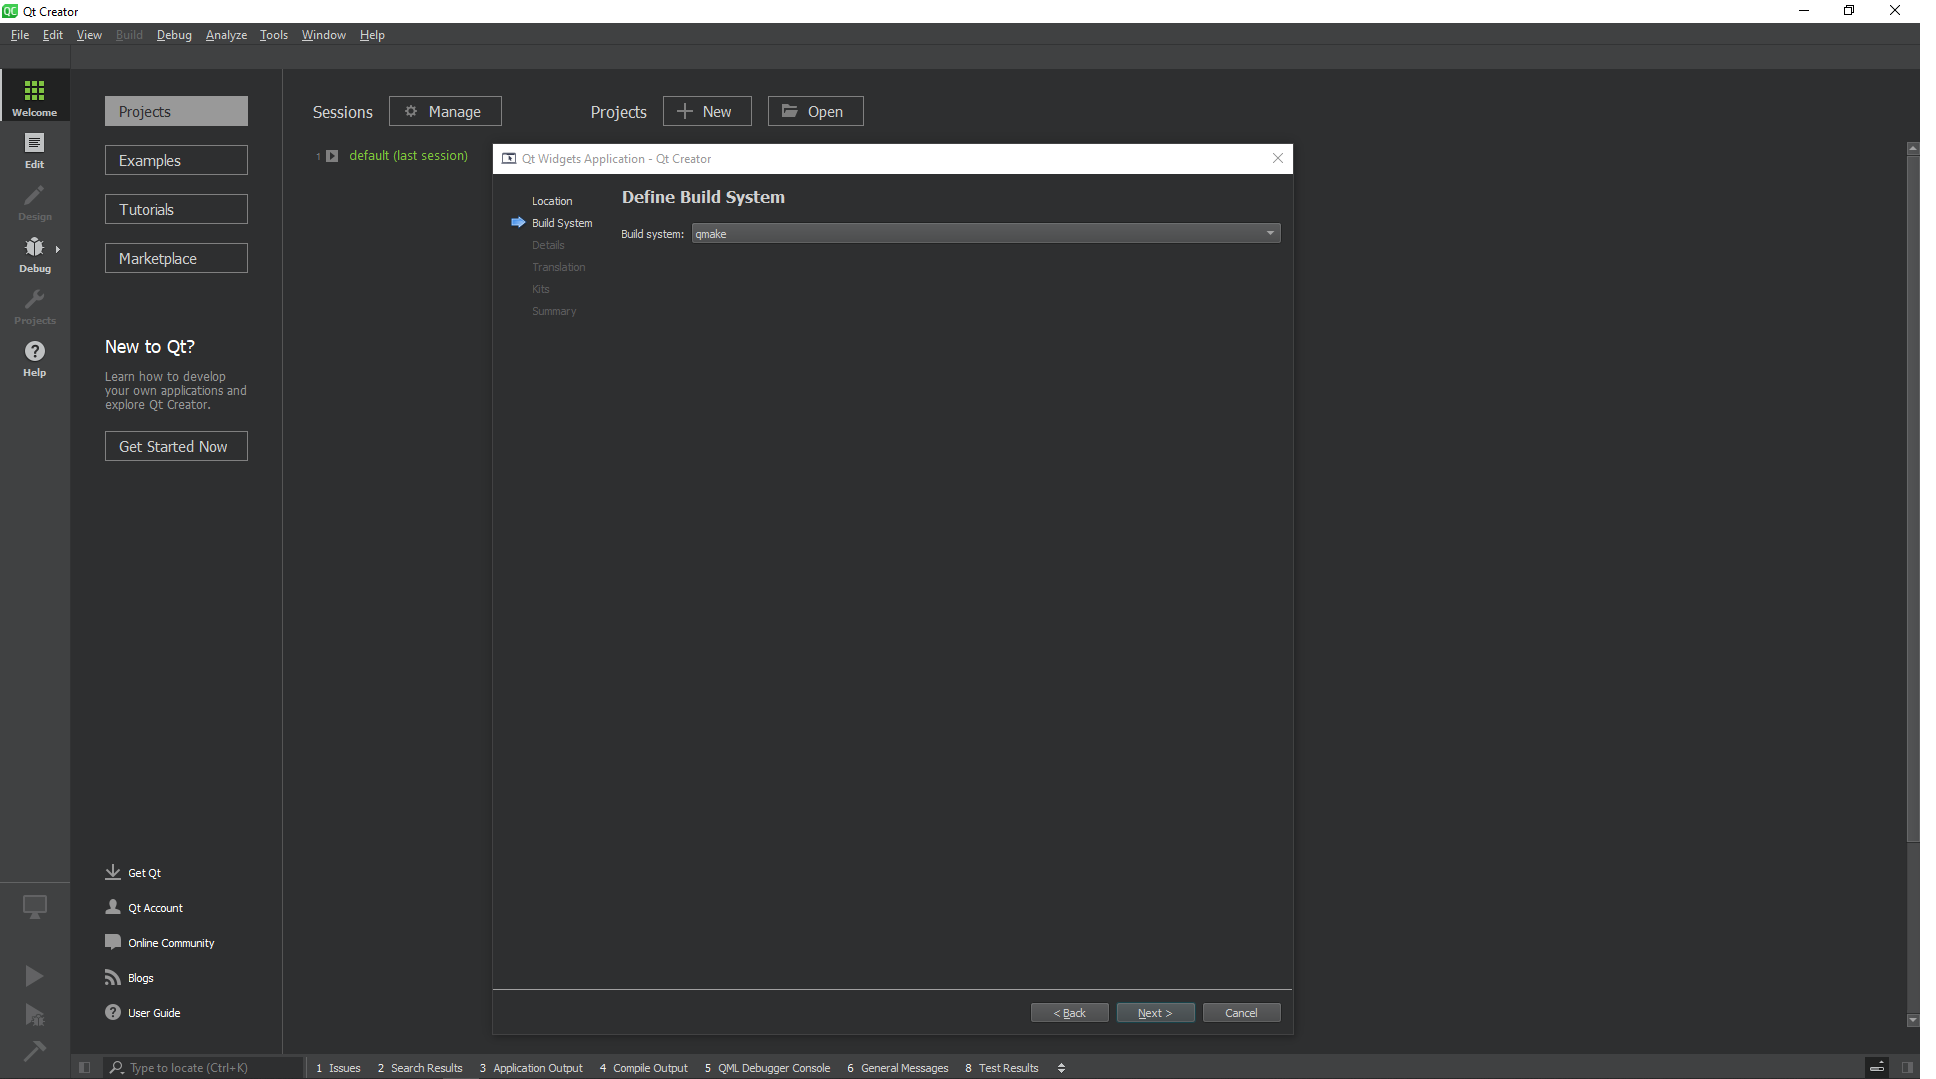 Qt Creator
File Edit View Build Debug Analyze Tools Window Help
Welcome
Edit
Design
Debug
Projects
Help
Projects
Examples
Tutorials
Marketplace
New to Qt?
Learn how to develop
your own applications and
explore Qt Creator.
Get Started Now
Get Qt
Qt Account
Online Community
Blogs
User Guide
Sessions Manage Projects New Open
1 default (last session)
Qt Widgets Application - Qt Creator
Location
Build System
Details
Translation
Kits
Summary
Define Build System
Build system: qmake
< Back Next > Cancel
Type to locate (Ctrl+K) 1 Issues 2 Search Results 3 Application Output 4 Compile Output 5 QML Debugger Console 6 General Messages 8 Test Results